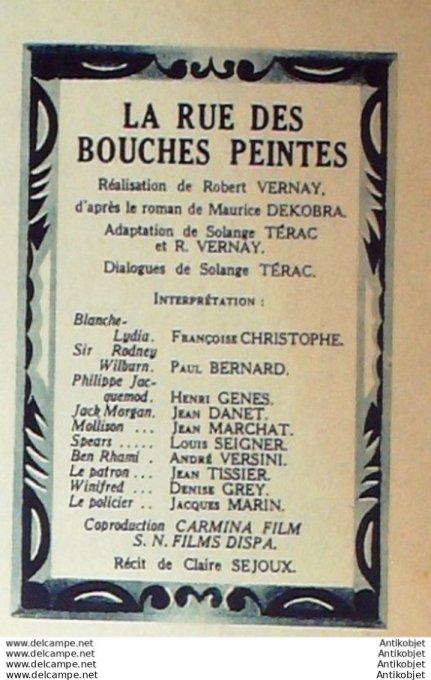 LA RUE DES
BOUCHES PEINTES
Réalisation de Robert VERNAY,
d'après le roman de Maurice DEKOBRA.
Adaptation de Solange TÉRAC
et R. VERNAY.
Dialogues de Solange TÉRAC.
INTERPRÉTATION :
Blanche-
Lydia. FRANÇOISE CHRISTOPHE.
Sir Rodney
Wilburn. PAUL BERNARD.
Philippe Jac-
quemod. HENRI GENES.
Jack Morgan. JEAN DANET.
Mollison ... JEAN MARCHAT.
Spears ..... LOUIS SEIGNER.
Ben Rhami . ANDRÉ VERSINI.
Le patron ... JEAN TISSIER.
Winifred ... DENISE GREY.
Le policier .. JACQUES MARIN.
Coproduction CARMINA FILM
S. N. FILMS DISPA.
Récit de Claire SEJOUX.
www.delcampe.net Antikobjet
www.delcampe.net Antikobjet
www.delcampe.net Antikobjet
www.delcampe.net Antikobjet